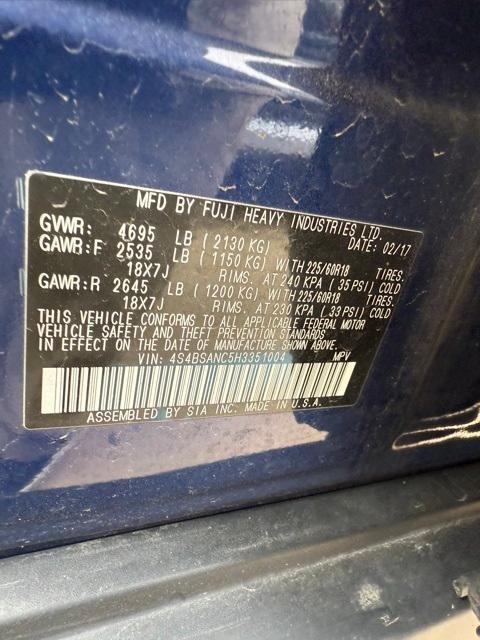 MFD BY FUJI HEAVY INDUSTRIES LTD.
GVWR: 4695 LB ( 2130 KG) DATE: 02/17
GAWR:F 2535 LB ( 1150 KG) WITH 225/60R18 TIRES.
18X7J RIMS. AT 240 KPA ( 35 PSI) COLD
GAWR:R 2645 LB ( 1200 KG) WITH 225/60R18 TIRES.
18X7J RIMS. AT 230 KPA ( 33 PSI) COLD
THIS VEHICLE CONFORMS TO ALL APPLICABLE FEDERAL MOTOR
VEHICLE SAFETY AND THEFT PREVENTION STANDARDS
IN EFFECT ON THE DATE OF MANUFACTURE SHOWN ABOVE.
VIN: 4S4BSANC5H3351004 MPV
ASSEMBLED BY SIA INC. MADE IN U.S.A.